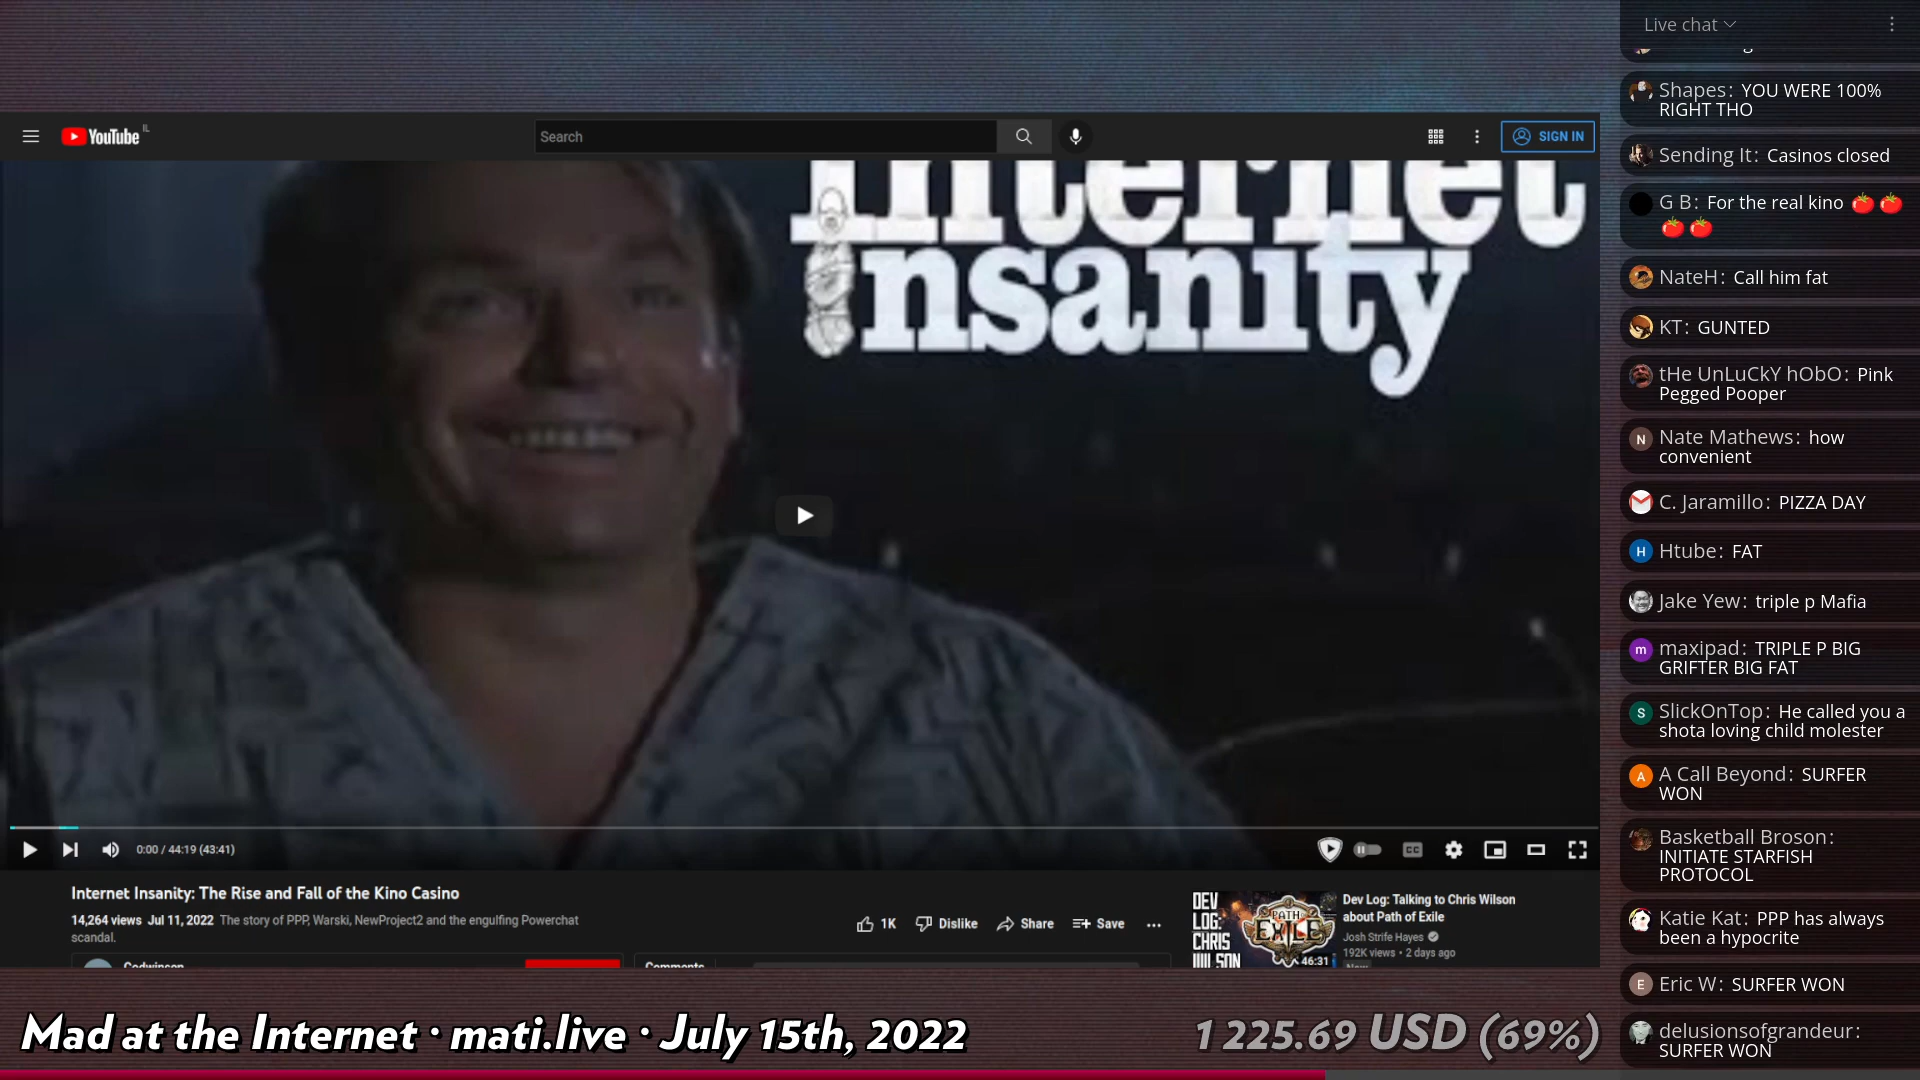 Live chat
Shapes: YOU WERE 100%
RIGHT THO
Sending It: Casinos closed
G B: For the real kino
NateH: Call him fat
KT: GUNTED
tHe UnLuCkY hObO: Pink
Pegged Pooper
Nate Mathews: how
convenient
C. Jaramillo: PIZZA DAY
Htube: FAT
Jake Yew: triple p Mafia
maxipad: TRIPLE P BIG
GRIFTER BIG FAT
SlickOnTop: He called you a
shota loving child molester
A Call Beyond: SURFER
WON
Basketball Broson:
INITIATE STARFISH
PROTOCOL
Katie Kat: PPP has always
been a hypocrite
Eric W: SURFER WON
delusionsofgrandeur:
SURFER WON
YouTube IL
Search
SIGN IN
Internet
Insanity
0:00 / 44:19 (43:41)
CC
Internet Insanity: The Rise and Fall of the Kino Casino
14,264 views Jul 11, 2022 The story of PPP, Warski, NewProject2 and the engulfing Powerchat
scandal.
1K Dislike Share Save
Godwinson
Comments
DEV
LOG:
CHRIS
WILSON
PATH OF
EXILE
46:31
Dev Log: Talking to Chris Wilson
about Path of Exile
Josh Strife Hayes
192K views • 2 days ago
New
Mad at the Internet · mati.live · July 15th, 2022
1 225.69 USD (69%)
N
H
m
S
A
E